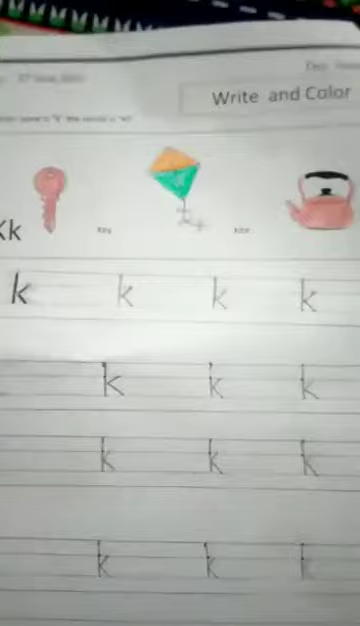 Write and Color
Kk
Key
kite
k k k k
k k k
k k k
k k k